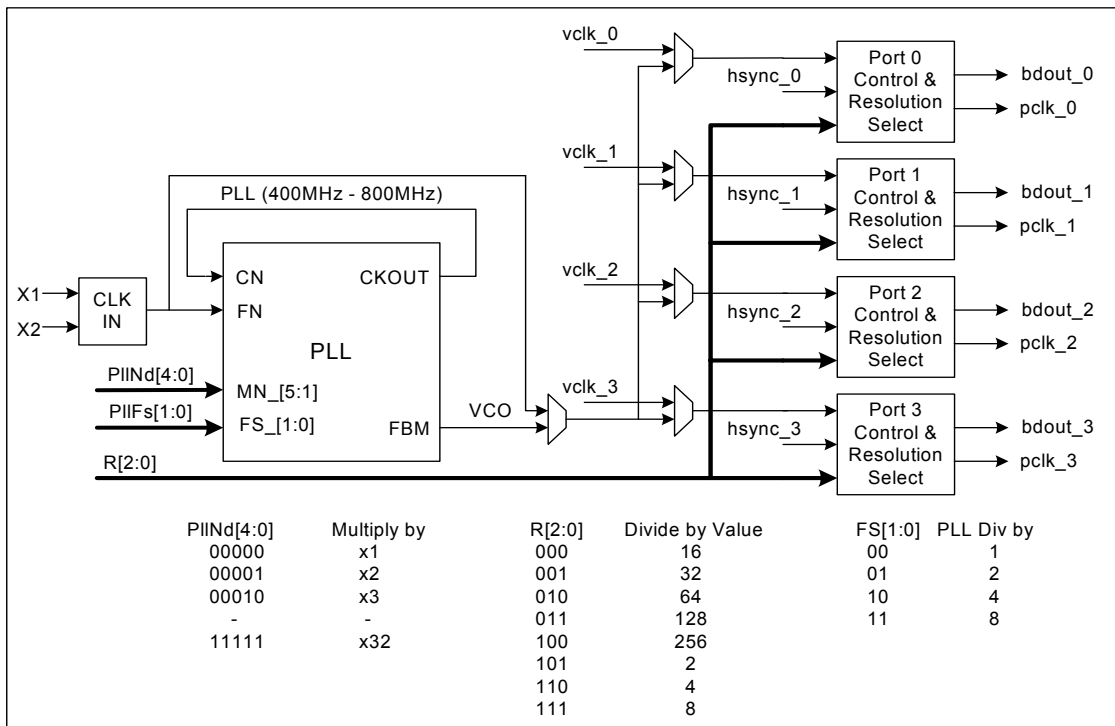 vclk_0
hsync_0
Port 0
Control &
Resolution
Select
bdout_0
pclk_0
vclk_1
hsync_1
Port 1
Control &
Resolution
Select
bdout_1
pclk_1
PLL (400MHz - 800MHz)
X1
X2
CLK
IN
CN
CKOUT
FN
PLL
MN_[5:1]
FS_[1:0]
FBM
PllNd[4:0]
PllFs[1:0]
R[2:0]
VCO
vclk_2
hsync_2
Port 2
Control &
Resolution
Select
bdout_2
pclk_2
vclk_3
hsync_3
Port 3
Control &
Resolution
Select
bdout_3
pclk_3
PllNd[4:0] Multiply by R[2:0] Divide by Value FS[1:0] PLL Div by
00000 x1 000 16 00 1
00001 x2 001 32 01 2
00010 x3 010 64 10 4
- - 011 128 11 8
11111 x32 100 256
101 2
110 4
111 8